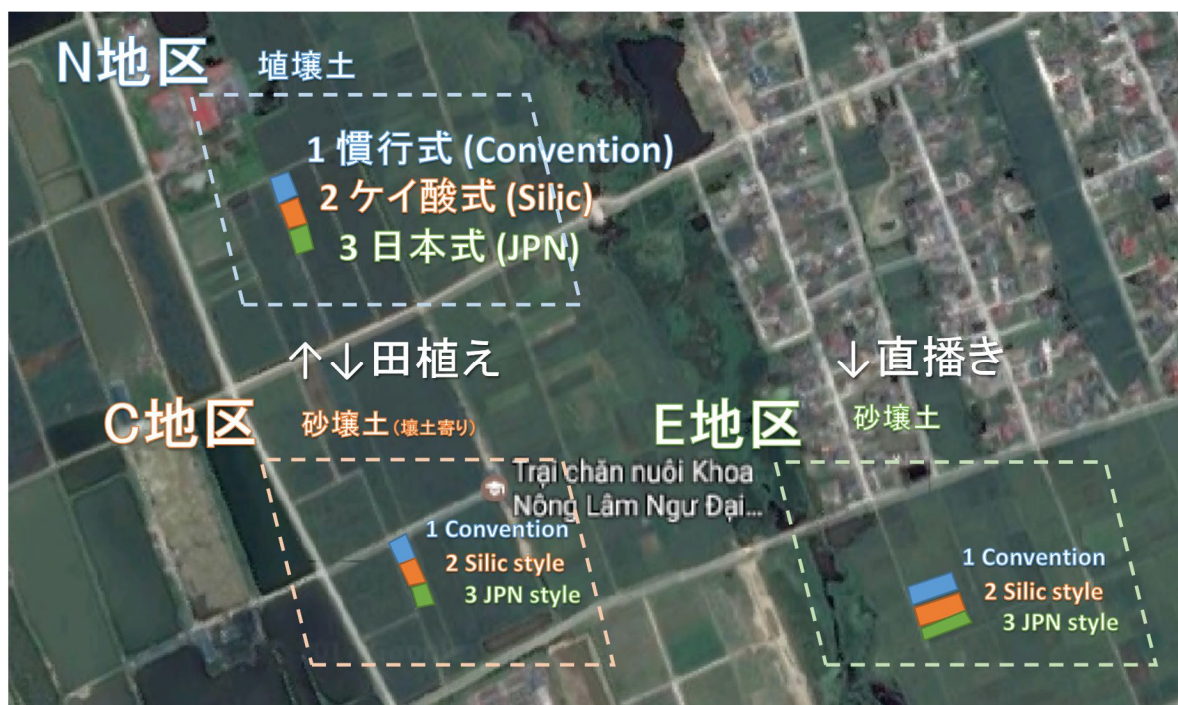 N地区 埴壌土
1 慣行式 (Convention)
2 ケイ酸式 (Silic)
3 日本式 (JPN)
↑↓田植え
↓直播き
C地区 砂壌土(壌土寄り)
E地区 砂壌土
Trại chăn nuôi Khoa
Nông Lâm Ngư Đại...
1 Convention
2 Silic style
3 JPN style
1 Convention
2 Silic style
3 JPN style